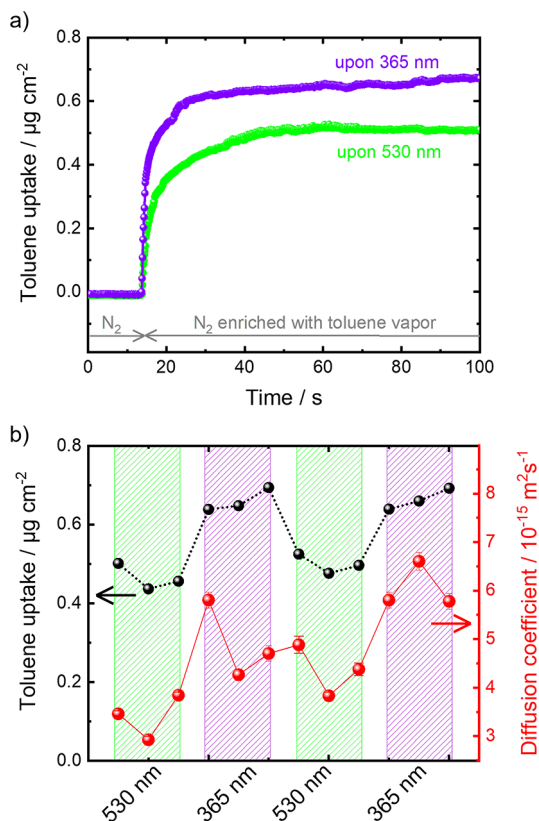 a)
0.8
0.6
0.4
0.2
0.0
Toluene uptake / µg cm⁻²
upon 365 nm
upon 530 nm
N₂
N₂ enriched with toluene vapor
0
20
40
60
80
100
Time / s
b)
0.8
0.6
0.4
0.2
0.0
Toluene uptake / µg cm⁻²
8
7
6
5
4
3
Diffusion coefficient / 10⁻¹⁵ m²s⁻¹
530 nm
365 nm
530 nm
365 nm